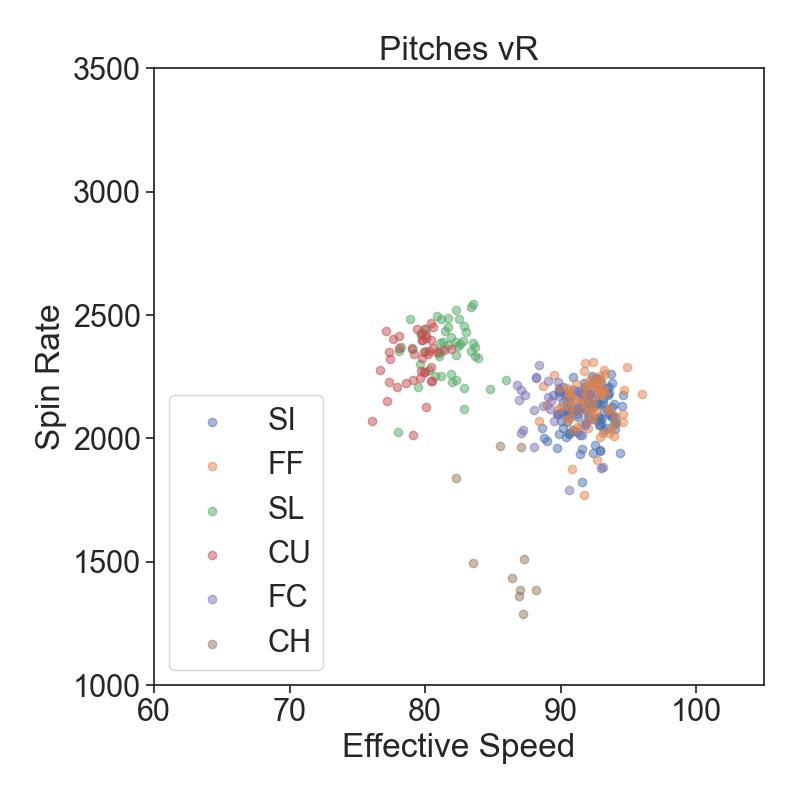 Pitches vR
3500
3000
2500
2000
1500
1000
Spin Rate
SI
FF
SL
CU
FC
CH
60 70 80 90 100
Effective Speed